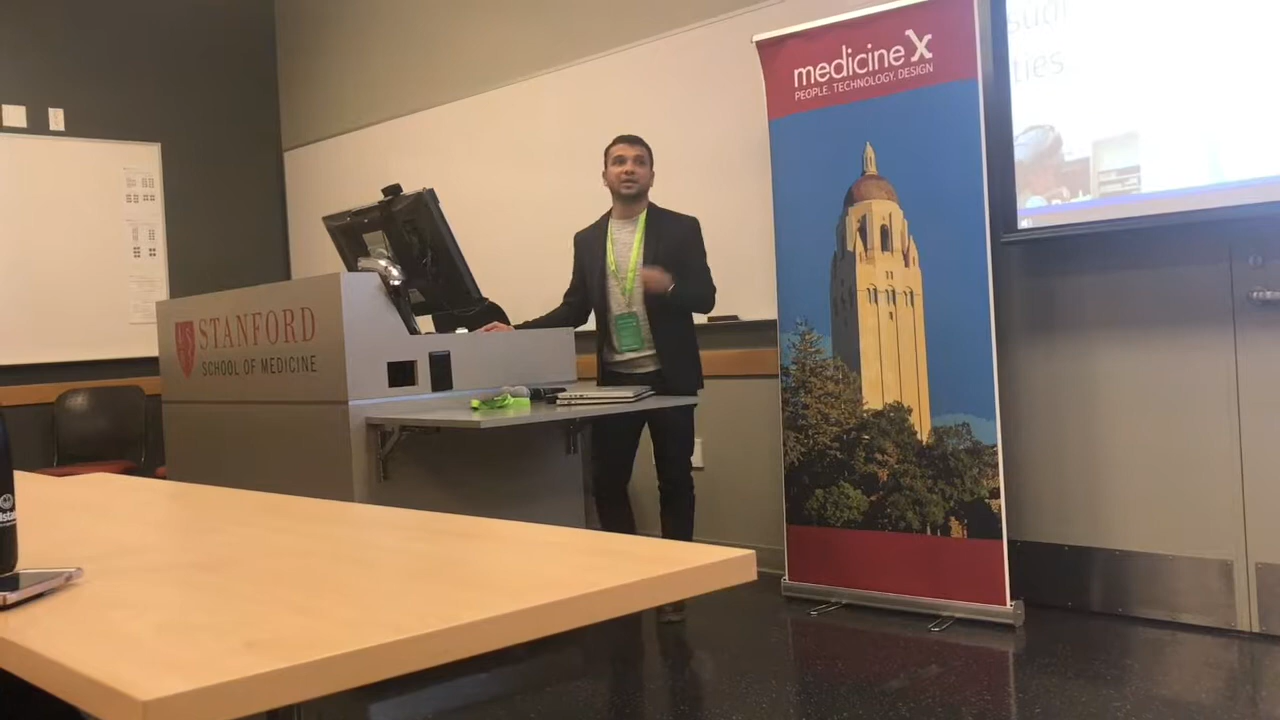 STANFORD
SCHOOL OF MEDICINE
medicine X
PEOPLE. TECHNOLOGY. DESIGN